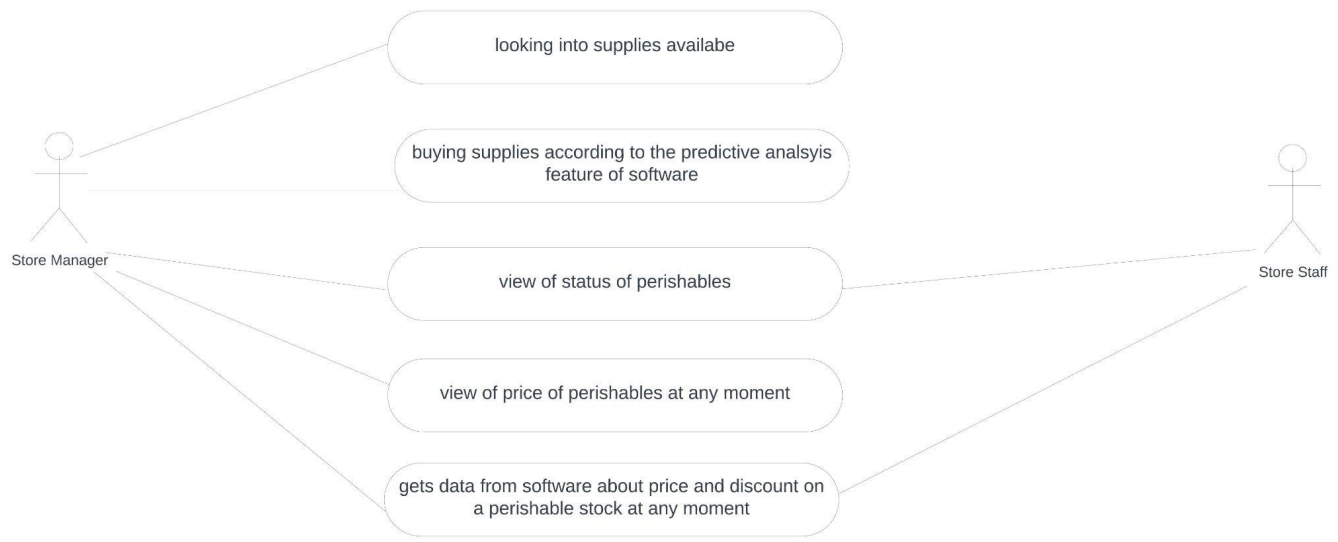 looking into supplies availabe
buying supplies according to the predictive analsyis
feature of software
Store Manager
view of status of perishables
Store Staff
view of price of perishables at any moment
gets data from software about price and discount on
a perishable stock at any moment